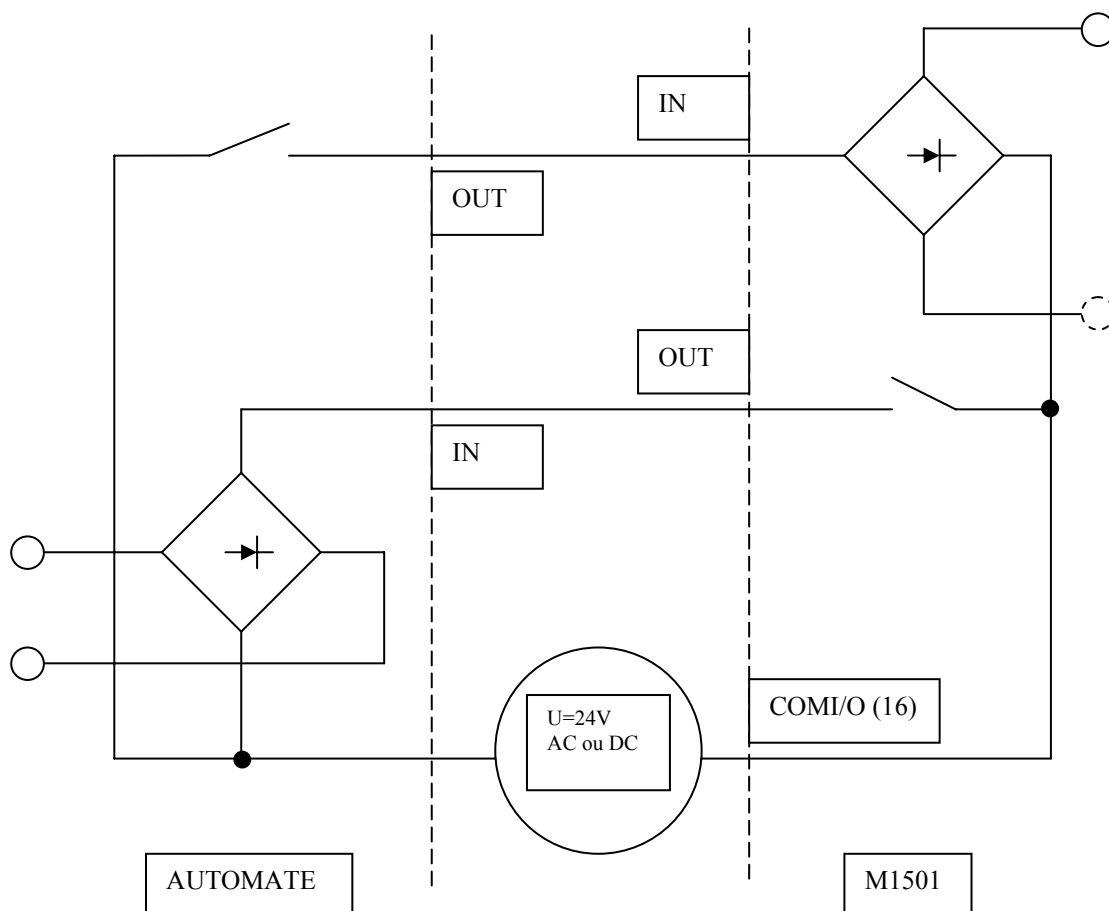 IN
OUT
OUT
IN
COMI/O (16)
U=24V
AC ou DC
AUTOMATE
M1501